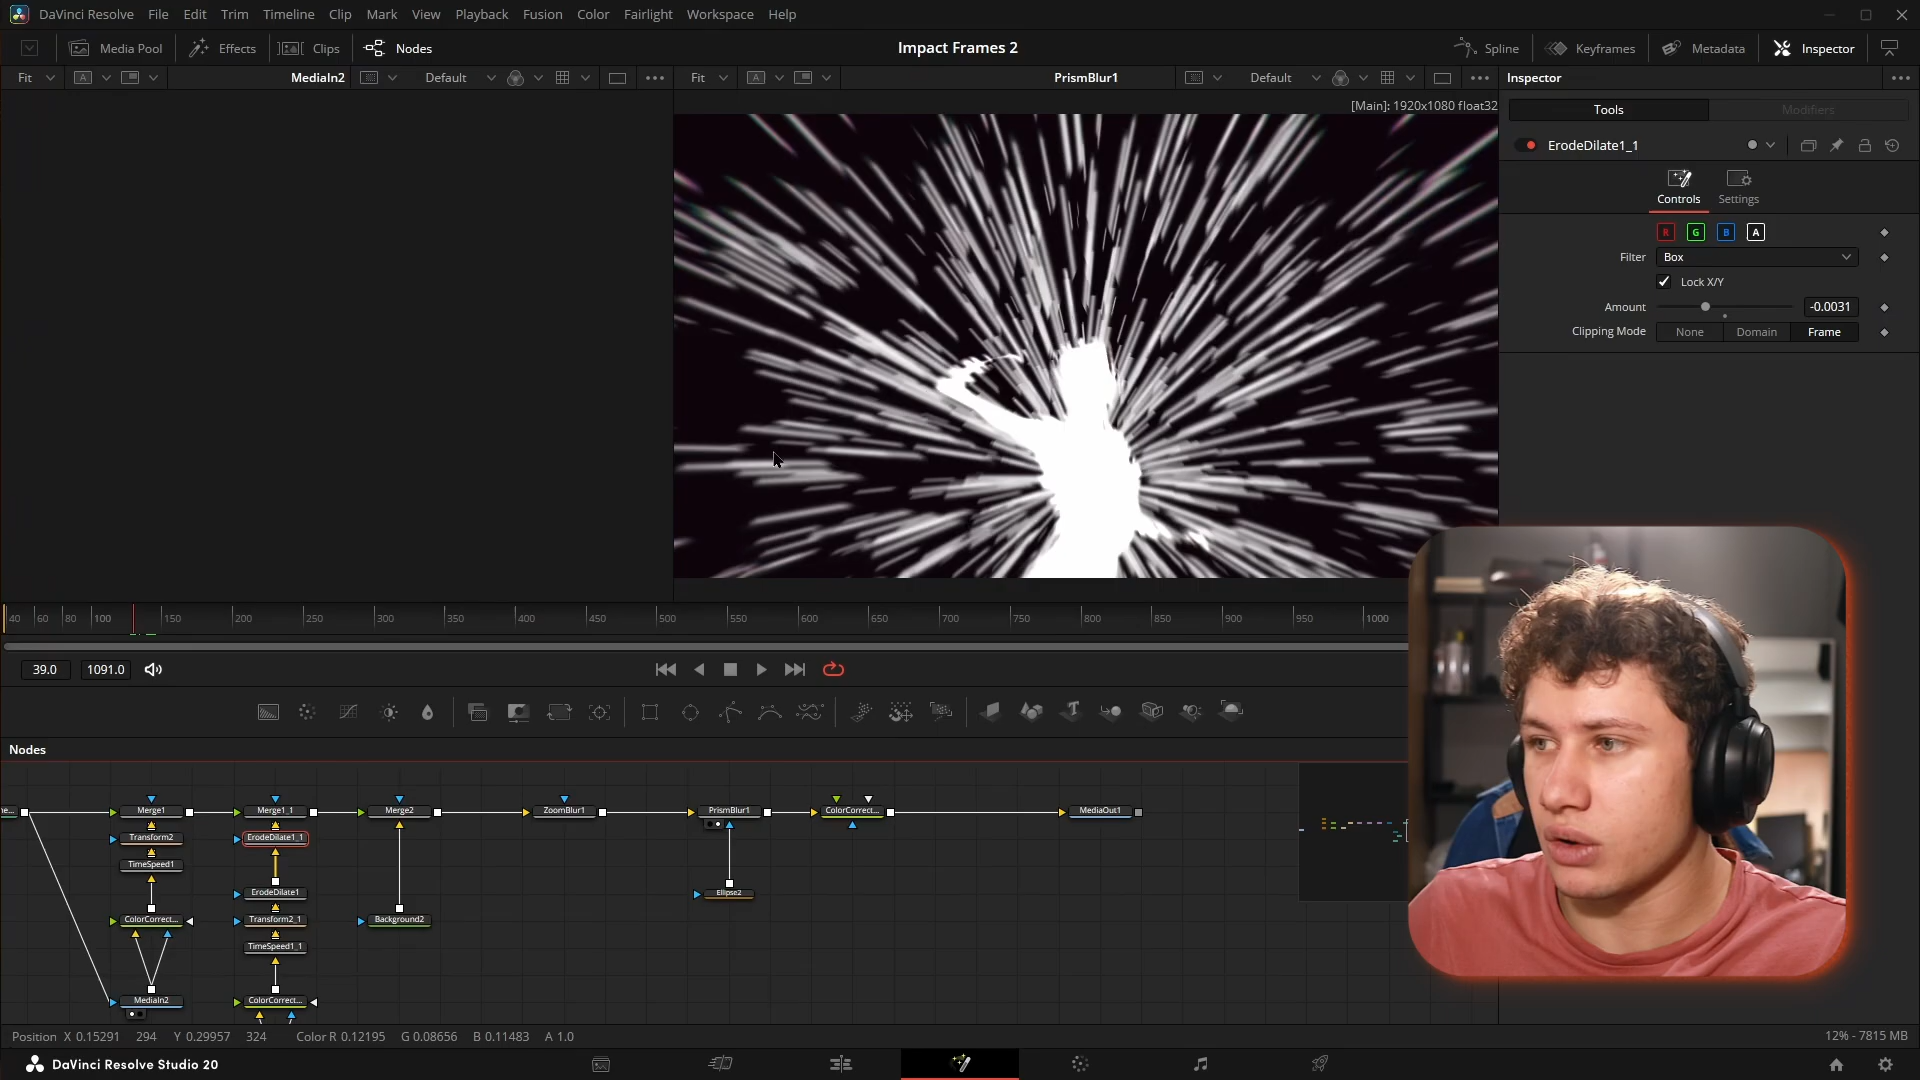 DaVinci Resolve File Edit Trim Timeline Clip Mark View Playback Fusion Color Fairlight Workspace Help
Media Pool Effects Clips Nodes Impact Frames 2 Spline Keyframes Metadata Inspector
Fit A MediaIn2 Default Fit A PrismBlur1 Default Inspector
[Main]: 1920x1080 float32
Tools Modifiers
ErodeDilate1_1
Controls Settings
R G B A
Filter Box
Lock X/Y
Amount -0.0031
Clipping Mode None Domain Frame
40 60 80 100 150 200 250 300 350 400 450 500 550 600 650 700 750 800 850 900 950 1000
39.0 1091.0
Nodes
e... Merge1 Merge1_1 Merge2 ZoomBlur1 PrismBlur1 ColorCorrect... MediaOut1
Transform2 ErodeDilate1_1
TimeSpeed1
ErodeDilate1 Ellipse2
ColorCorrect... Transform2_1 Background2
TimeSpeed1_1
MediaIn2 ColorCorrect...
Position X 0.15291 294 Y 0.29957 324 Color R 0.12195 G 0.08656 B 0.11483 A 1.0 12% - 7815 MB
DaVinci Resolve Studio 20